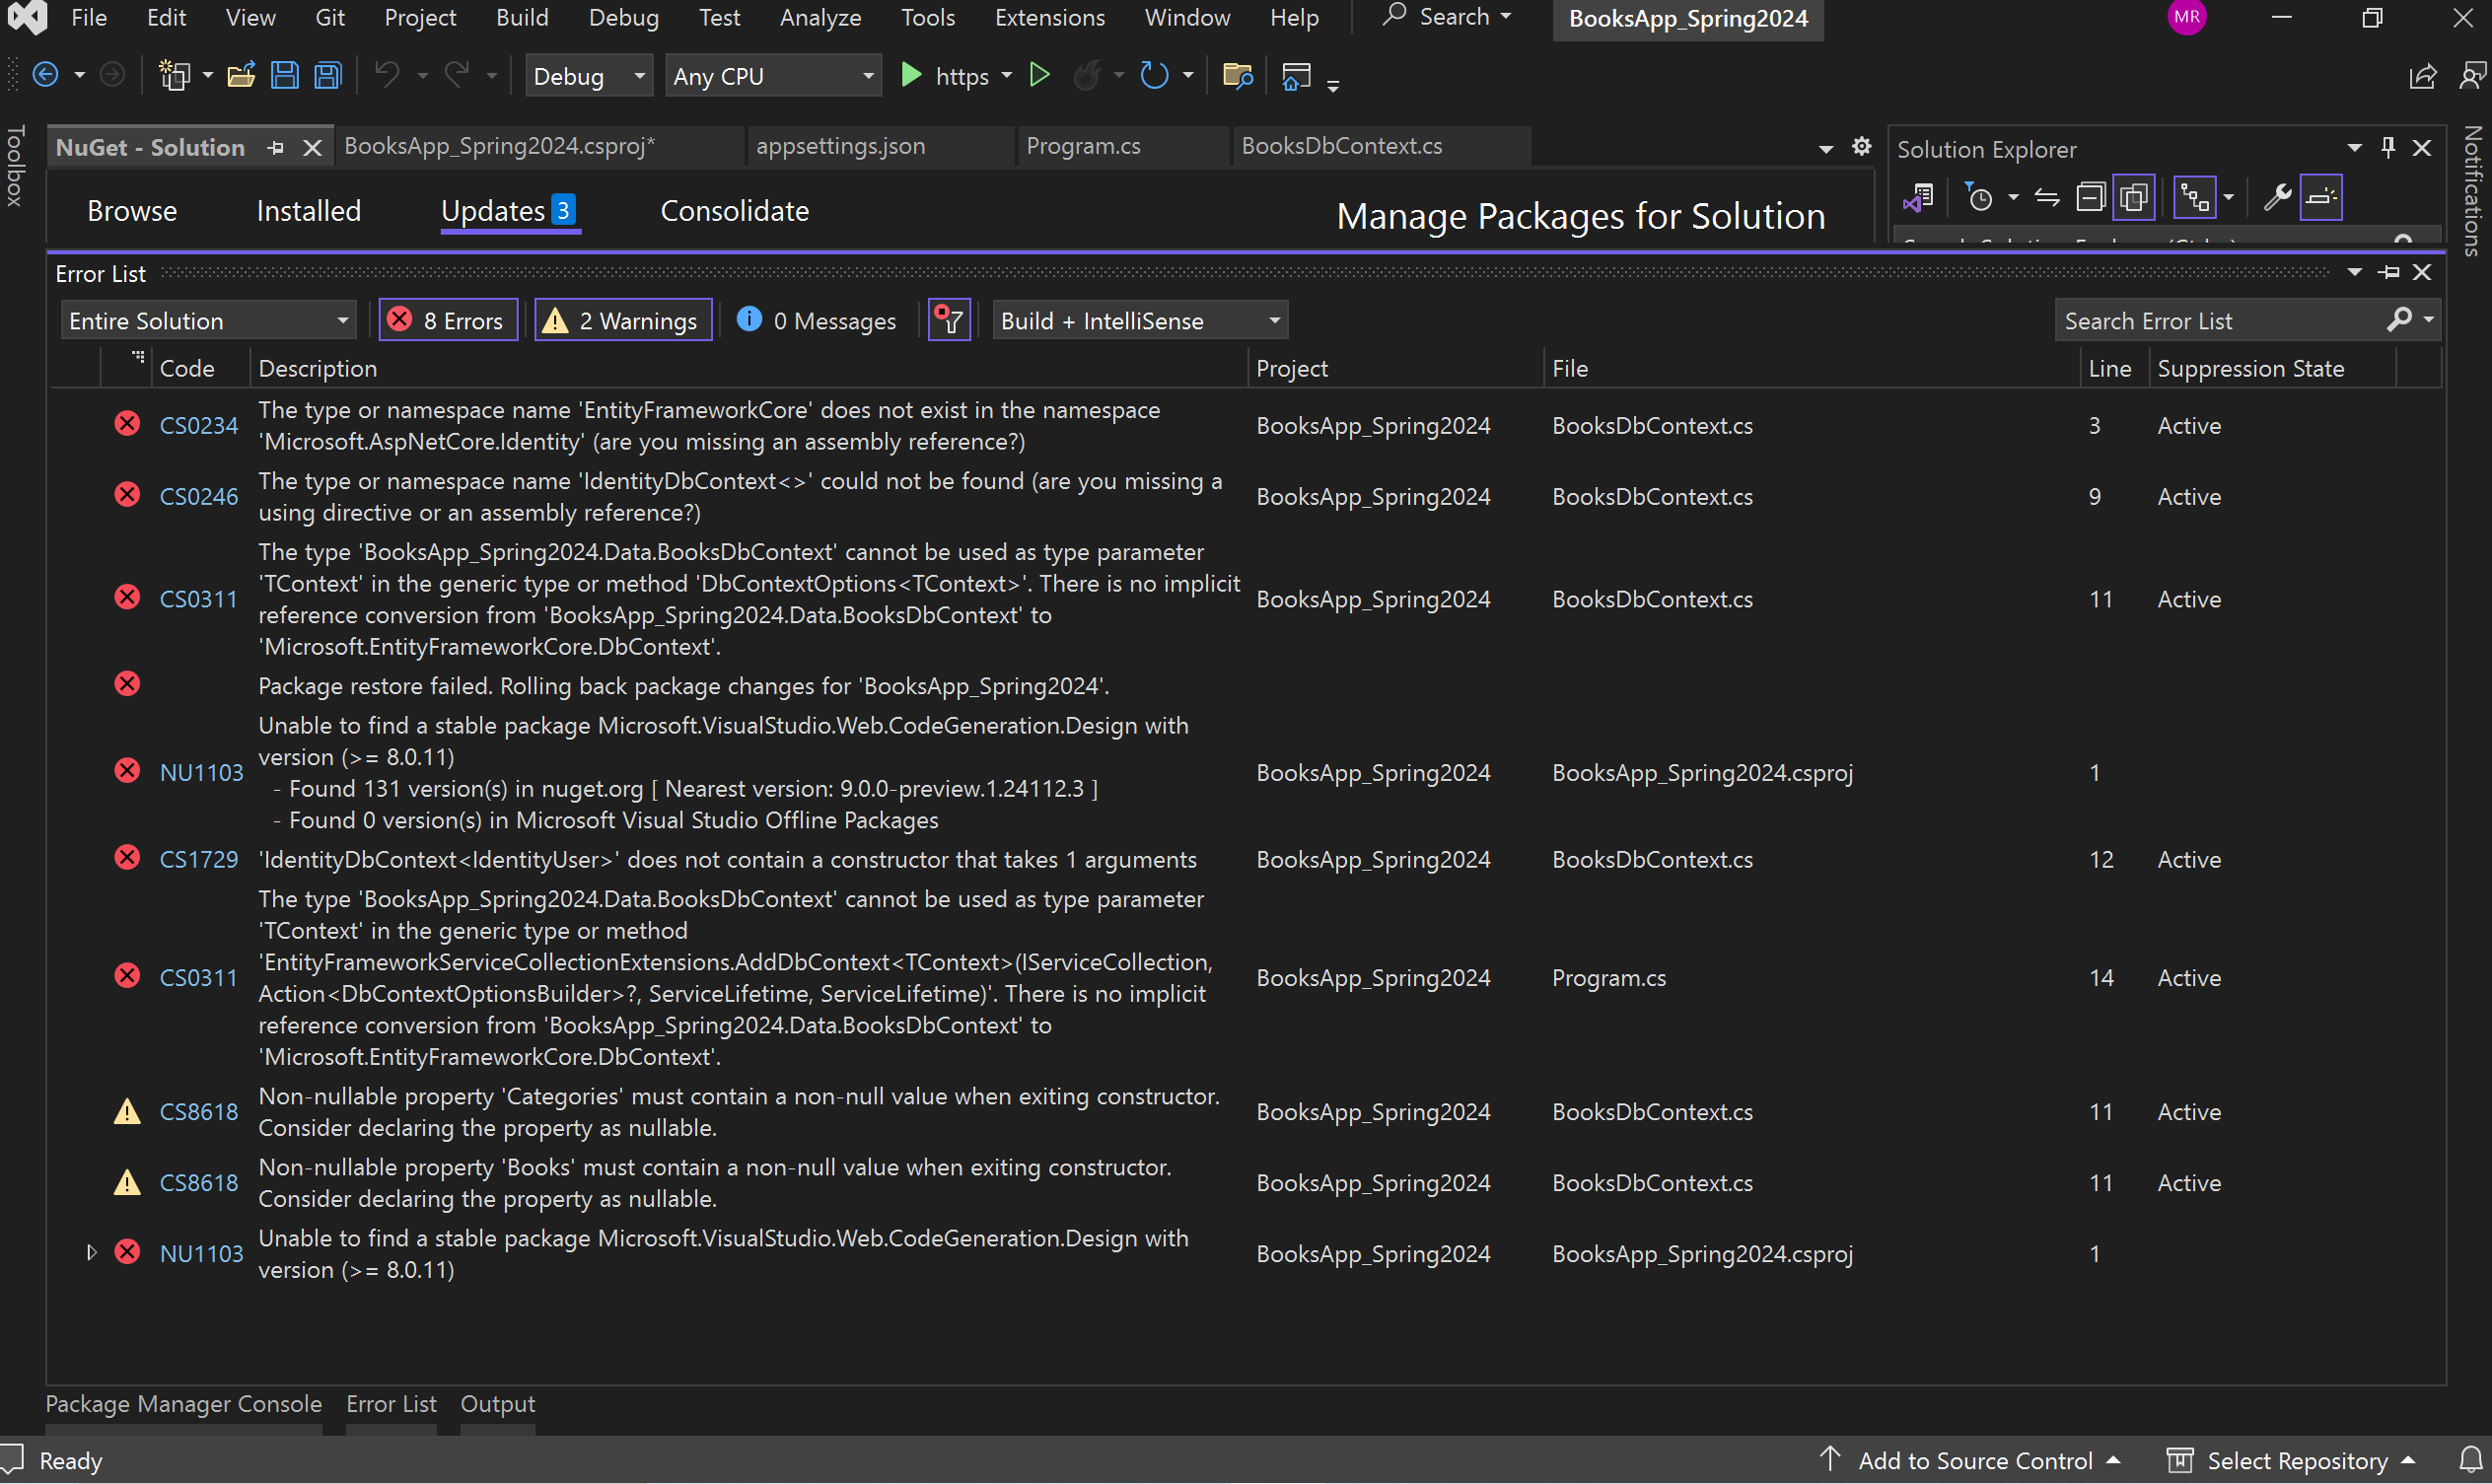 File Edit View Git Project Build Debug Test Analyze Tools Extensions Window Help Search BooksApp_Spring2024 MR
Debug Any CPU https
Toolbox
NuGet - Solution BooksApp_Spring2024.csproj* appsettings.json Program.cs BooksDbContext.cs
Solution Explorer
Notifications
Browse Installed Updates 3 Consolidate
Manage Packages for Solution
Error List
Entire Solution 8 Errors 2 Warnings 0 Messages Build + IntelliSense Search Error List
Code Description Project File Line Suppression State
CS0234 The type or namespace name 'EntityFrameworkCore' does not exist in the namespace
'Microsoft.AspNetCore.Identity' (are you missing an assembly reference?) BooksApp_Spring2024 BooksDbContext.cs 3 Active
CS0246 The type or namespace name 'IdentityDbContext<>' could not be found (are you missing a
using directive or an assembly reference?) BooksApp_Spring2024 BooksDbContext.cs 9 Active
The type 'BooksApp_Spring2024.Data.BooksDbContext' cannot be used as type parameter
'TContext' in the generic type or method 'DbContextOptions<TContext>'. There is no implicit
CS0311 reference conversion from 'BooksApp_Spring2024.Data.BooksDbContext' to BooksApp_Spring2024 BooksDbContext.cs 11 Active
'Microsoft.EntityFrameworkCore.DbContext'.
Package restore failed. Rolling back package changes for 'BooksApp_Spring2024'.
Unable to find a stable package Microsoft.VisualStudio.Web.CodeGeneration.Design with
version (>= 8.0.11)
NU1103 - Found 131 version(s) in nuget.org [ Nearest version: 9.0.0-preview.1.24112.3 ] BooksApp_Spring2024 BooksApp_Spring2024.csproj 1
- Found 0 version(s) in Microsoft Visual Studio Offline Packages
CS1729 'IdentityDbContext<IdentityUser>' does not contain a constructor that takes 1 arguments BooksApp_Spring2024 BooksDbContext.cs 12 Active
The type 'BooksApp_Spring2024.Data.BooksDbContext' cannot be used as type parameter
'TContext' in the generic type or method
'EntityFrameworkServiceCollectionExtensions.AddDbContext<TContext>(IServiceCollection,
CS0311 Action<DbContextOptionsBuilder>?, ServiceLifetime, ServiceLifetime)'. There is no implicit BooksApp_Spring2024 Program.cs 14 Active
reference conversion from 'BooksApp_Spring2024.Data.BooksDbContext' to
'Microsoft.EntityFrameworkCore.DbContext'.
CS8618 Non-nullable property 'Categories' must contain a non-null value when exiting constructor.
Consider declaring the property as nullable. BooksApp_Spring2024 BooksDbContext.cs 11 Active
CS8618 Non-nullable property 'Books' must contain a non-null value when exiting constructor.
Consider declaring the property as nullable. BooksApp_Spring2024 BooksDbContext.cs 11 Active
NU1103 Unable to find a stable package Microsoft.VisualStudio.Web.CodeGeneration.Design with
version (>= 8.0.11) BooksApp_Spring2024 BooksApp_Spring2024.csproj 1
Package Manager Console Error List Output
Ready Add to Source Control Select Repository